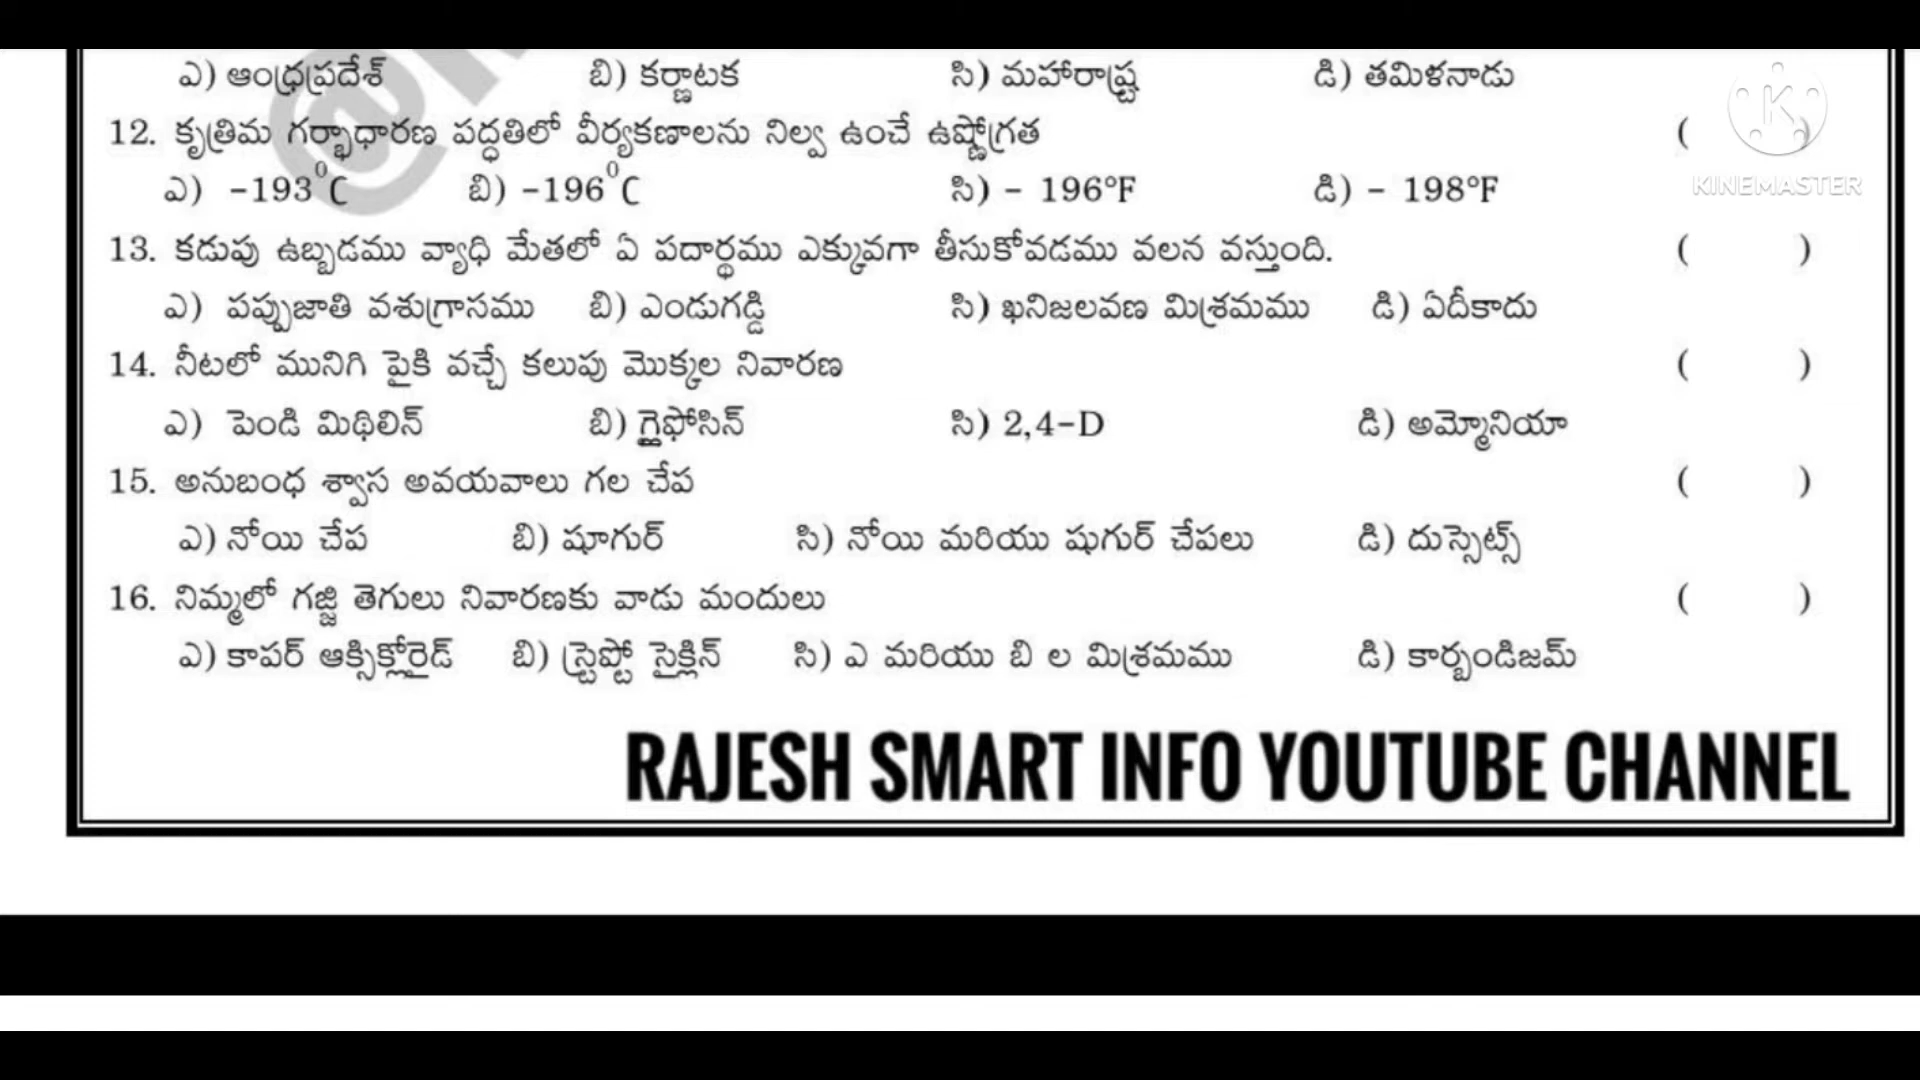 ఎ) ఆంధ్రప్రదేశ్ బి) కర్ణాటక సి) మహారాష్ట్ర డి) తమిళనాడు
12. కృత్రిమ గర్భాధారణ పద్ధతిలో వీర్యకణాలను నిల్వ ఉంచే ఉష్ణోగ్రత ( )
KINEMASTER
ఎ) -193⁰C బి) -196⁰C సి) - 196°F డి) - 198°F
13. కడుపు ఉబ్బడము వ్యాధి మేతలో ఏ పదార్థము ఎక్కువగా తీసుకోవడము వలన వస్తుంది. ( )
ఎ) పప్పుజాతి వశుగ్రాసము బి) ఎండుగడ్డి సి) ఖనిజలవణ మిశ్రమము డి) ఏదీకాదు
14. నీటలో మునిగి పైకి వచ్చే కలుపు మొక్కల నివారణ ( )
ఎ) పెండి మిథిలిన్ బి) గ్లైఫోసిన్ సి) 2,4-D డి) అమ్మోనియా
15. అనుబంధ శ్వాస అవయవాలు గల చేప ( )
ఎ) నోయి చేప బి) షూగుర్ సి) నోయి మరియు షుగుర్ చేపలు డి) దుస్సెట్స్
16. నిమ్మలో గజ్జి తెగులు నివారణకు వాడు మందులు ( )
ఎ) కాపర్ ఆక్సిక్లోరైడ్ బి) స్ట్రెప్టో సైక్లిన్ సి) ఎ మరియు బి ల మిశ్రమము డి) కార్బండిజమ్
RAJESH SMART INFO YOUTUBE CHANNEL